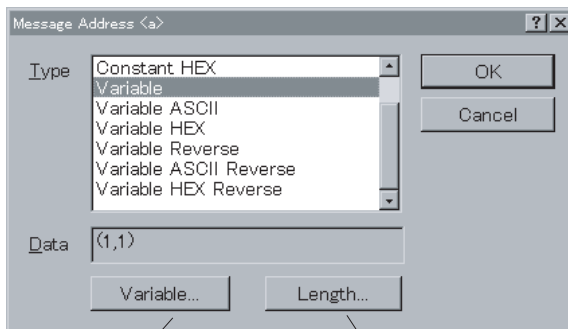 Message Address <a>
? ×
Type
Constant HEX
Variable
Variable ASCII
Variable HEX
Variable Reverse
Variable ASCII Reverse
Variable HEX Reverse
OK
Cancel
Data
(1,1)
Variable...
Length...